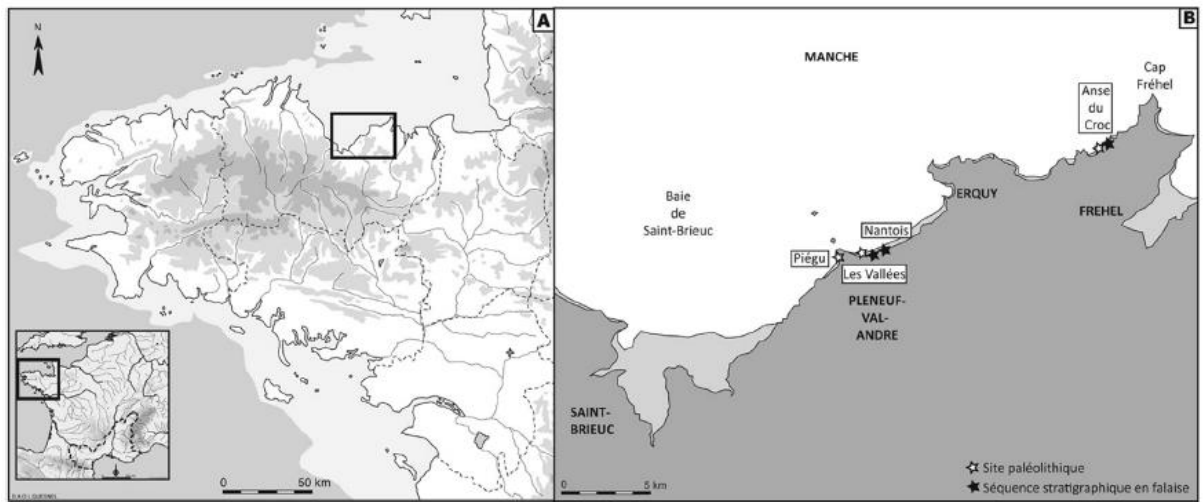 A
N
0 50 km
B
MANCHE
Cap
Fréhel
Anse
du
Croc
ERQUY
Baie
de
Saint-Brieuc
FREHEL
Nantois
Piégu
Les Vallées
PLENEUF-
VAL-
ANDRE
SAINT-
BRIEUC
Site paléolithique
Séquence stratigraphique en falaise
0 5 km